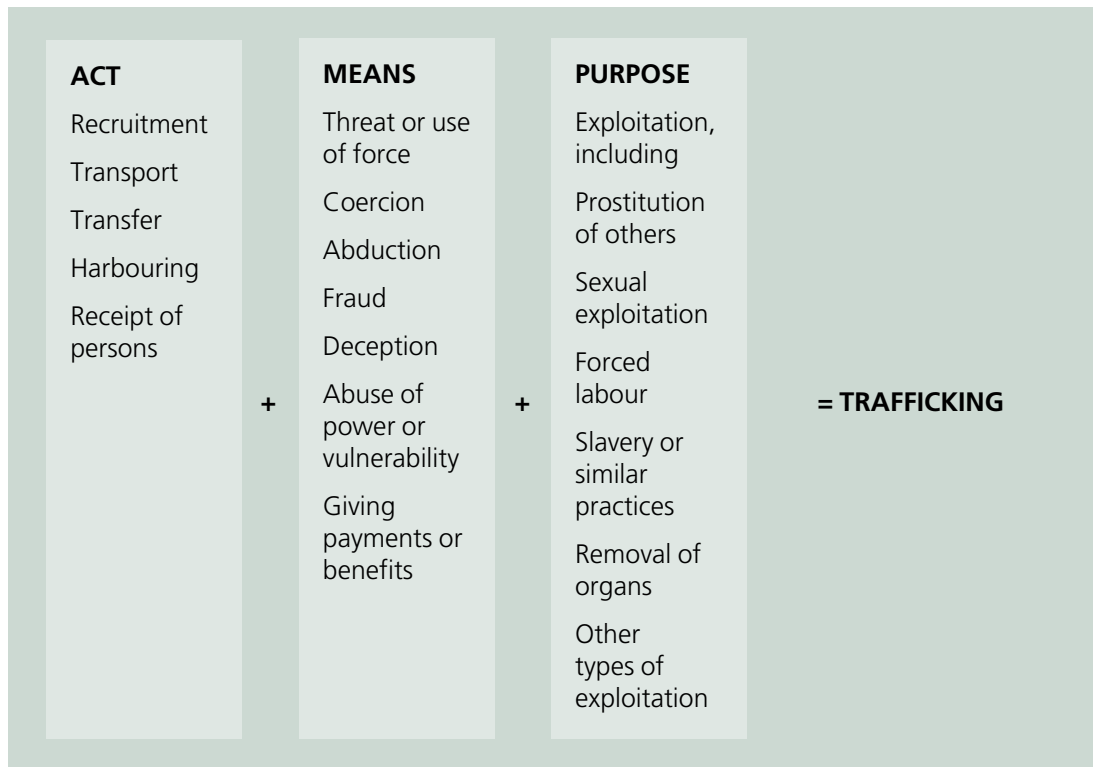 ACT
Recruitment
Transport
Transfer
Harbouring
Receipt of
persons
+
MEANS
Threat or use
of force
Coercion
Abduction
Fraud
Deception
Abuse of
power or
vulnerability
Giving
payments or
benefits
+
PURPOSE
Exploitation,
including
Prostitution
of others
Sexual
exploitation
Forced
labour
Slavery or
similar
practices
Removal of
organs
Other
types of
exploitation
= TRAFFICKING